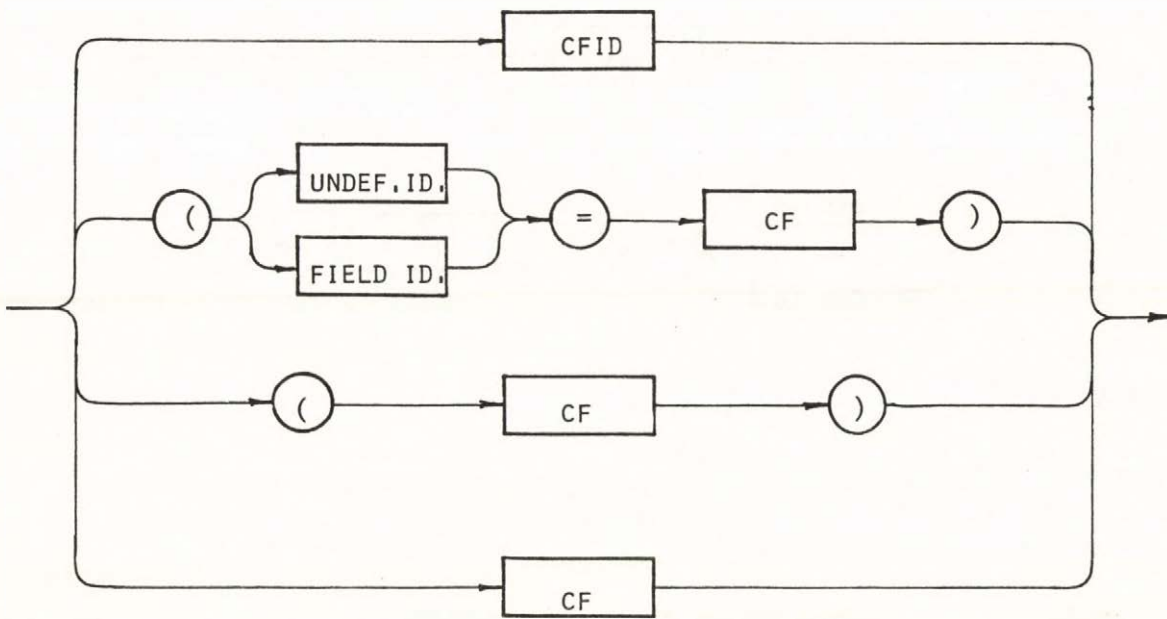 CFID
UNDEF.ID.
( = CF )
FIELD ID.
( CF )
CF